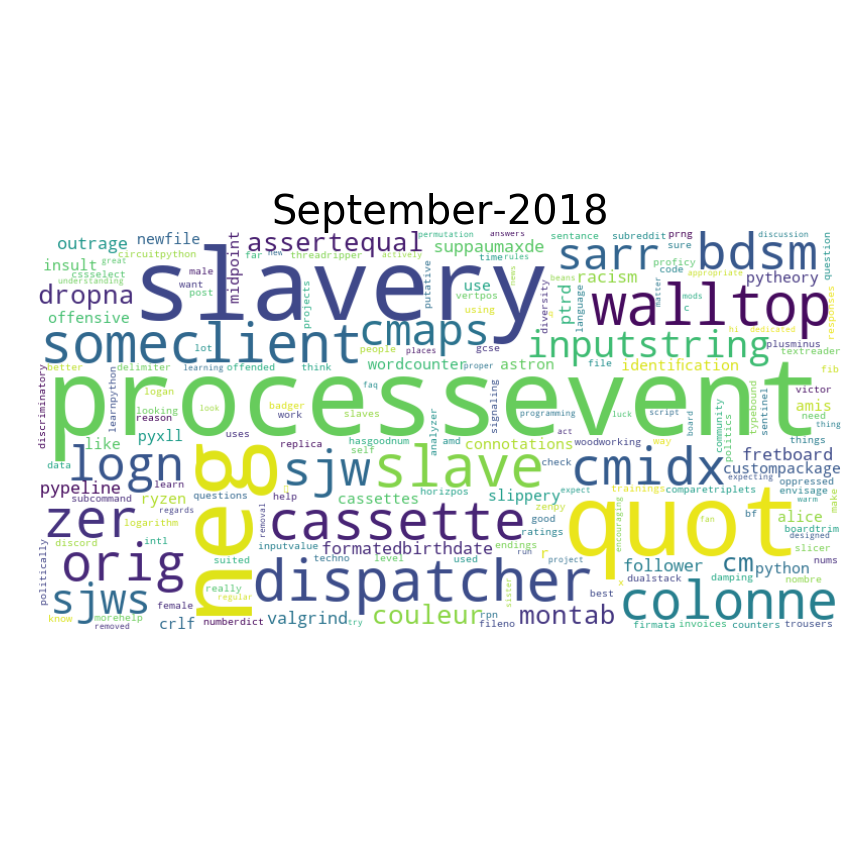 September-2018
outrage newfile assertequal permutation answers sentance subreddit prng discussion
insult circuitpython great far new threadripper actively suppaumaxde sarr bdsm question
cssselect understanding male midpoint slavery time rules sure proficy code
dropna want post projects putative use vertpos news beans racism appropriate pytheory
offensive using diversity ptrd language matter mods c walltop responses
someclient lot people places cmaps gcse inputstring hi dedicated plusminus
better delimiter learning offended think wordcounter proper astron file identification textreader fib
discriminatory learnpython processevent typebound sentinel victor
logan looking reason look badger work faq slaves signaling programming act luck script board community politics amis need thing
like pyxll uses hasgoodnum self analyzer amd connotations woodworking way things
data logn neg replica sjw slave check cmidx expecting fretboard custompackage
pypeline learn subcommand ryzen questions help cassettes level horizpos slippery expect trainings comparetriplets oppressed envisage make
zer regards logarithm removal p cassette zenpy good ratings encouraging quot fan bf alice boardtrim designed warm
discord intl inputvalue formatedbirthdate endings r run project slicer
politically orig suited techno used follower cm python nums
really dispatcher sister x dualstack damping nombre
sjws female regular best colonne
know morehelp removed crlf numberdict valgrind try couleur rpn fileno montab firmata invoices counters trousers